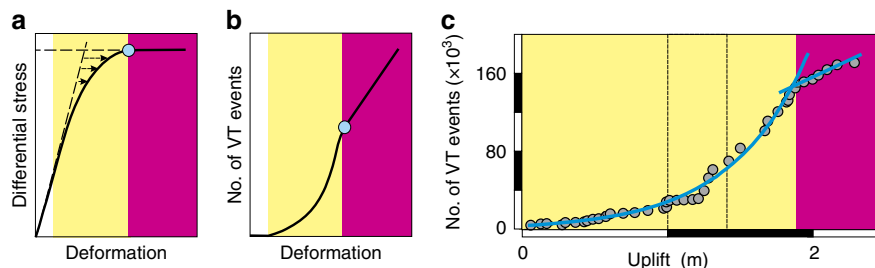 a
Differential stress
Deformation
b
No. of VT events
Deformation
c
No. of VT events (×10³)
160
80
0
0
2
Uplift (m)